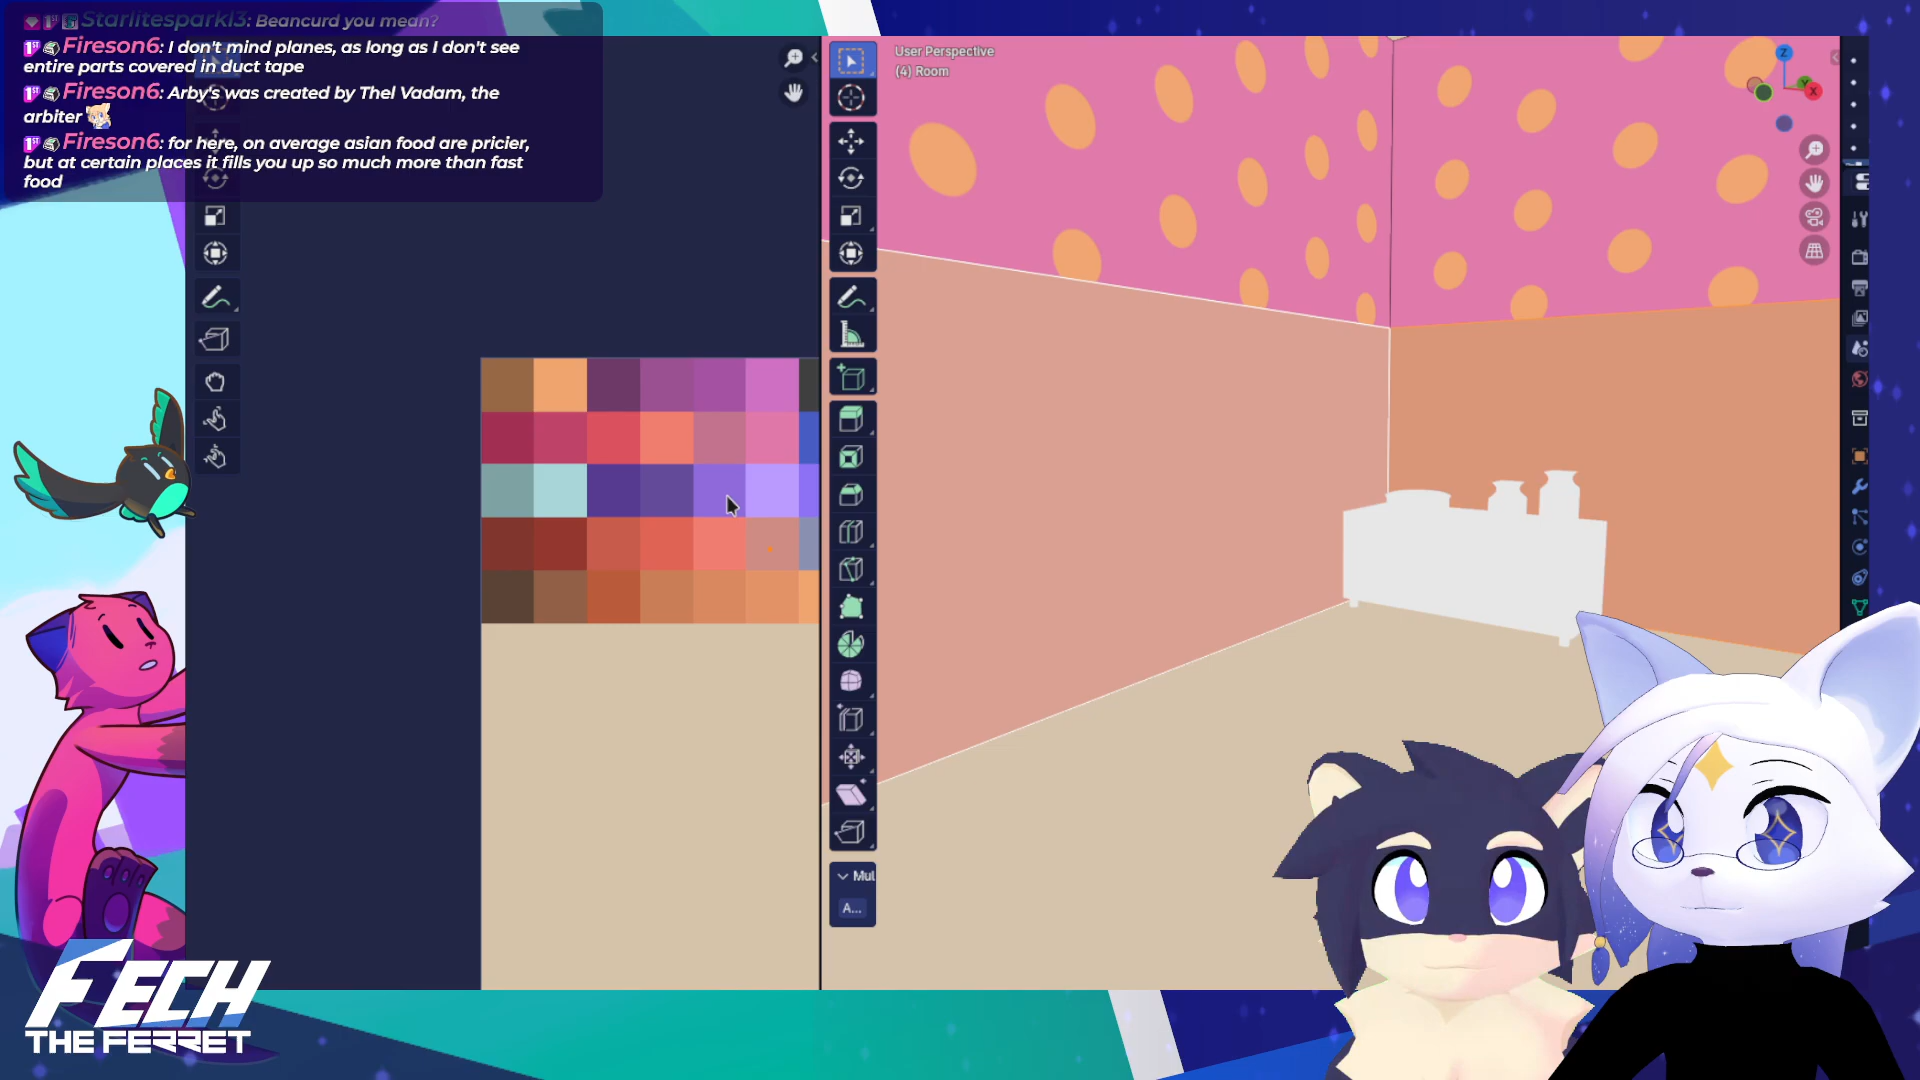 Starlitesparkl3: Beancurd you mean?
1ST Fireson6: I don't mind planes, as long as I don't see
entire parts covered in duct tape
1ST Fireson6: Arby's was created by Thel Vadam, the
arbiter
1ST Fireson6: for here, on average asian food are pricier,
but at certain places it fills you up so much more than fast
food
User Perspective
(4) Room
Z
Y
X
Mul
A...
FECH
THE FERRET